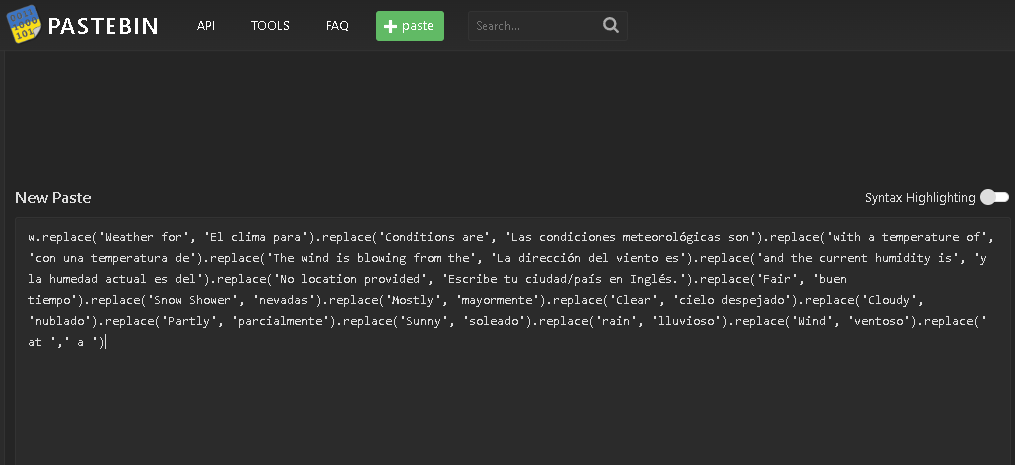 PASTEBIN API TOOLS FAQ + paste Search...
New Paste Syntax Highlighting
w.replace('Weather for', 'El clima para').replace('Conditions are', 'Las condiciones meteorológicas son').replace('with a temperature of',
'con una temperatura de').replace('The wind is blowing from the', 'La dirección del viento es').replace('and the current humidity is', 'y
la humedad actual es del').replace('No location provided', 'Escribe tu ciudad/país en Inglés.').replace('Fair', 'buen
tiempo').replace('Snow Shower', 'nevadas').replace('Mostly', 'mayormente').replace('Clear', 'cielo despejado').replace('Cloudy',
'nublado').replace('Partly', 'parcialmente').replace('Sunny', 'soleado').replace('rain', 'lluvioso').replace('Wind', 'ventoso').replace('
at ',' a ')